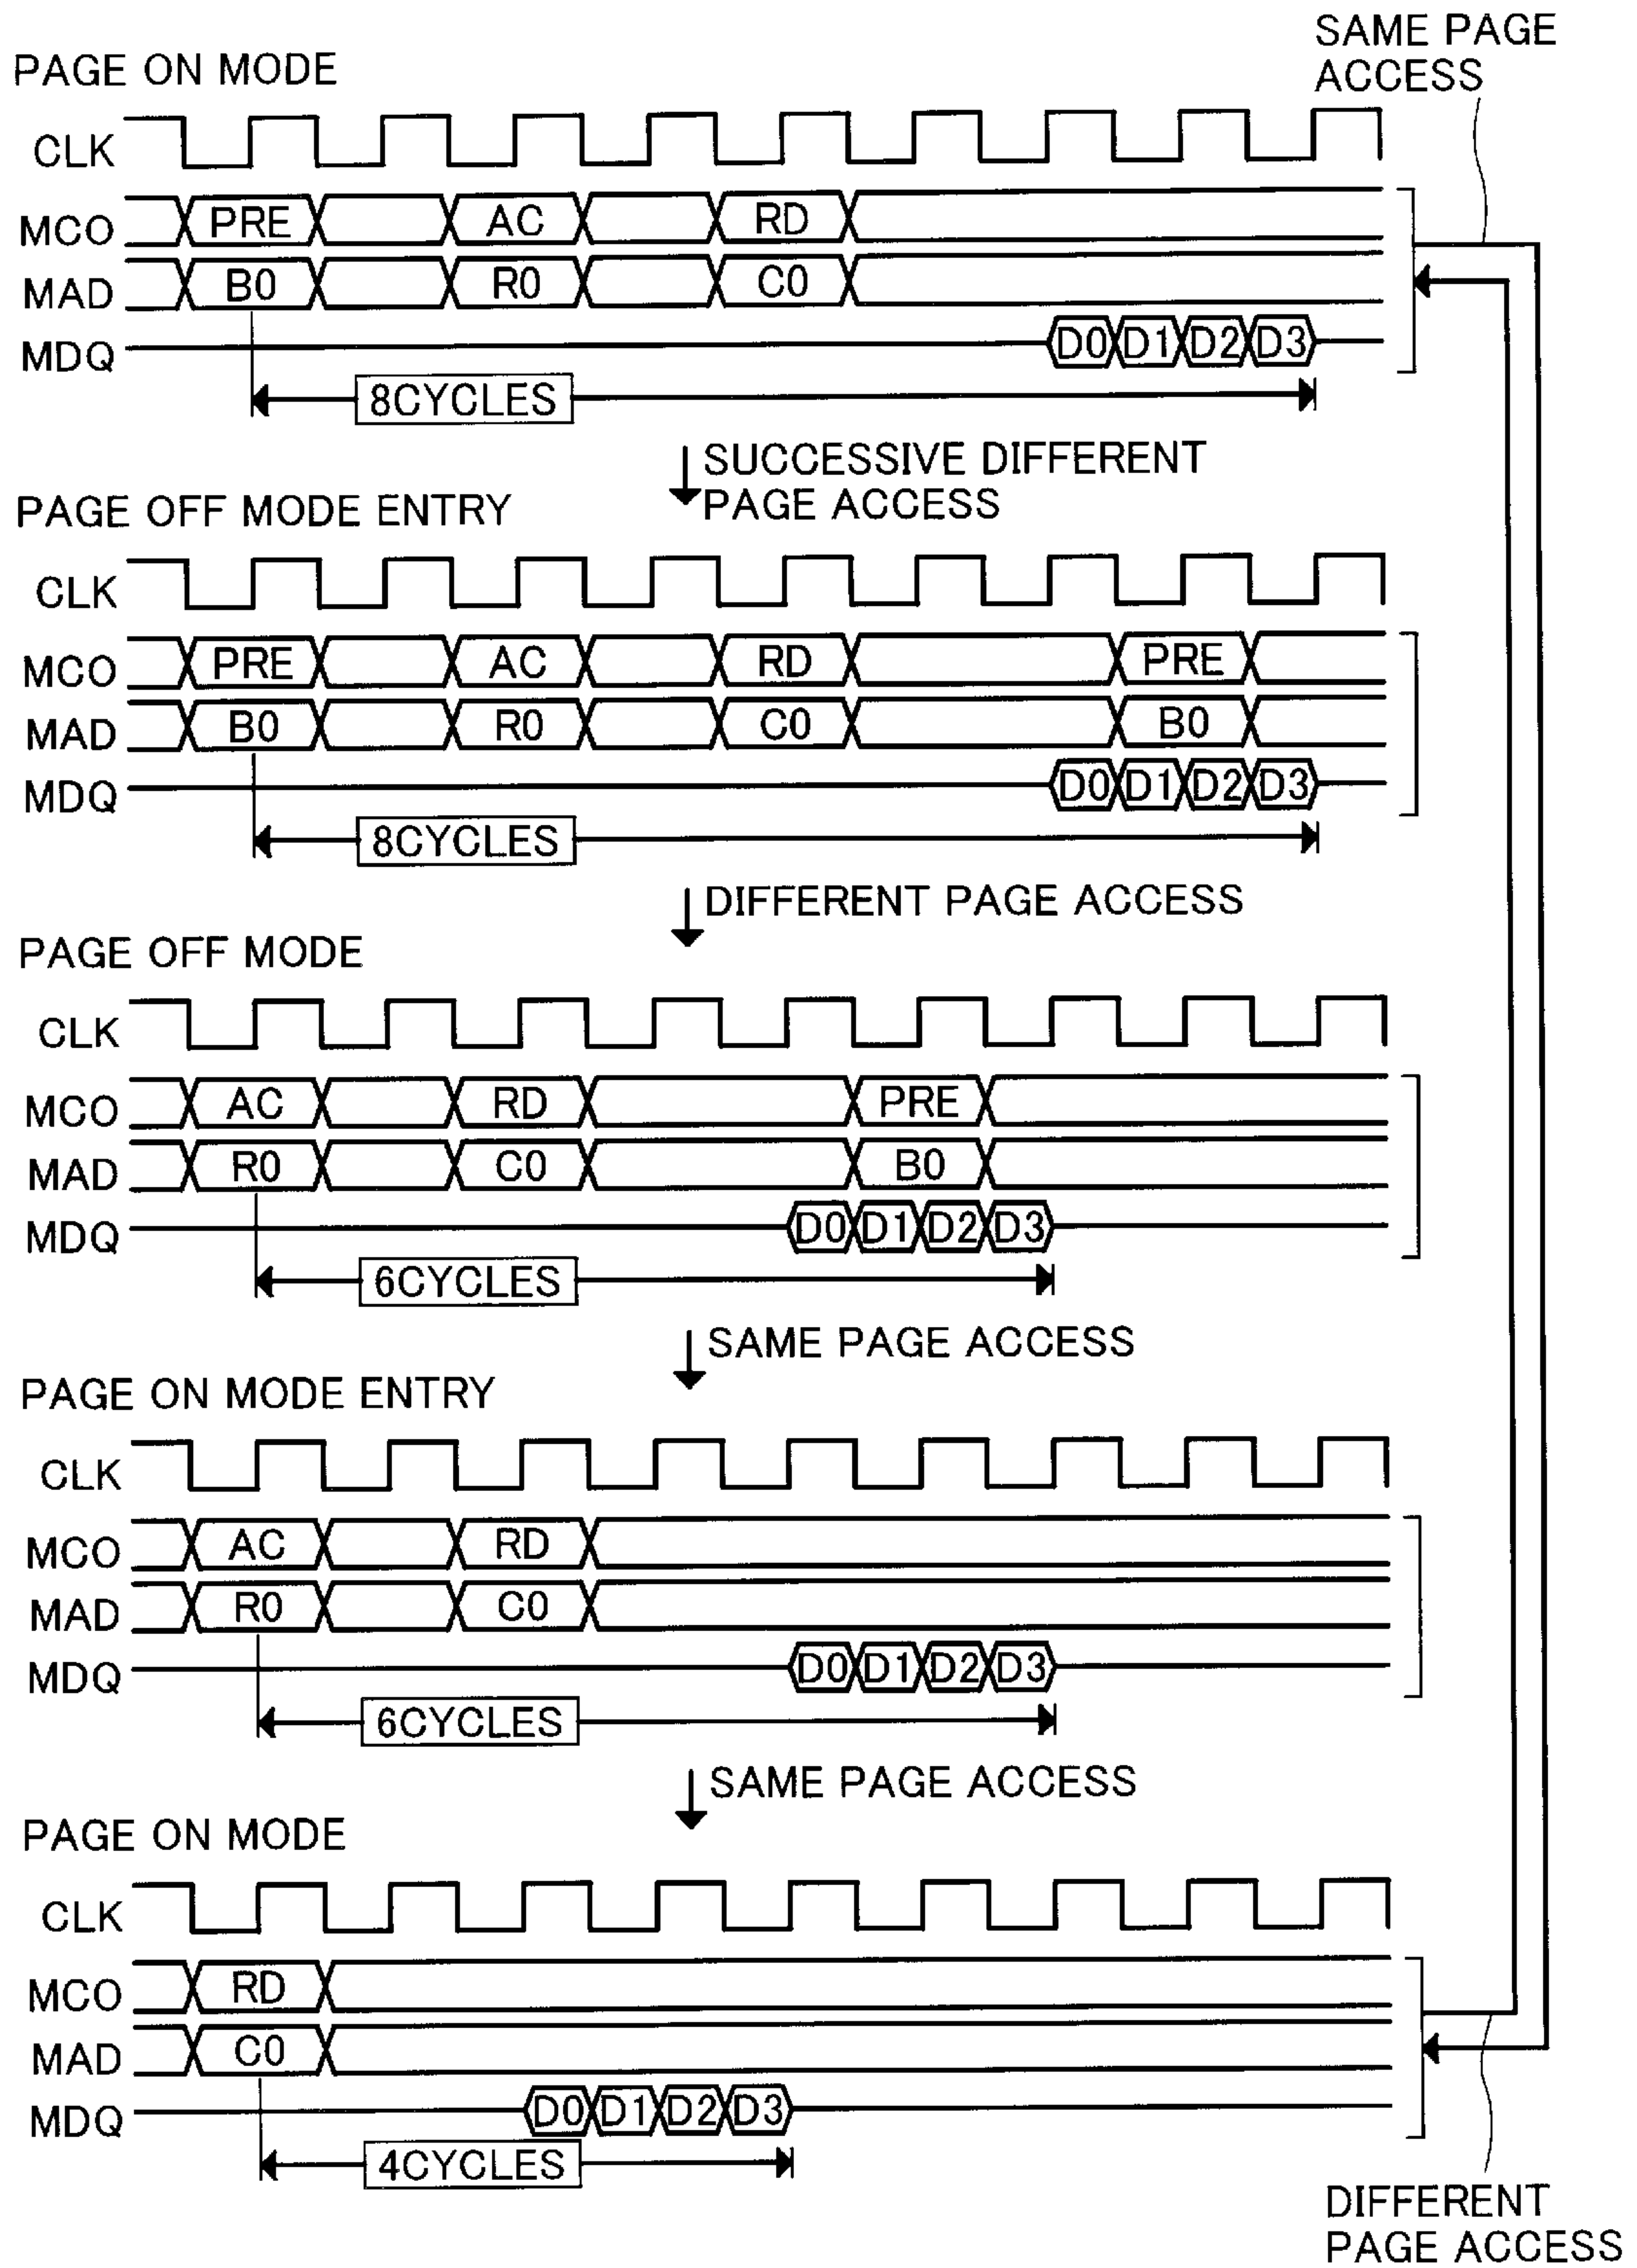 SAME PAGE
ACCESS
PAGE ON MODE
CLK
MCO PRE AC RD
MAD B0 R0 C0
MDQ D0 D1 D2 D3
8CYCLES
SUCCESSIVE DIFFERENT
PAGE ACCESS
PAGE OFF MODE ENTRY
CLK
MCO PRE AC RD PRE
MAD B0 R0 C0 B0
MDQ D0 D1 D2 D3
8CYCLES
DIFFERENT PAGE ACCESS
PAGE OFF MODE
CLK
MCO AC RD PRE
MAD R0 C0 B0
MDQ D0 D1 D2 D3
6CYCLES
SAME PAGE ACCESS
PAGE ON MODE ENTRY
CLK
MCO AC RD
MAD R0 C0
MDQ D0 D1 D2 D3
6CYCLES
SAME PAGE ACCESS
PAGE ON MODE
CLK
MCO RD
MAD C0
MDQ D0 D1 D2 D3
4CYCLES
DIFFERENT
PAGE ACCESS